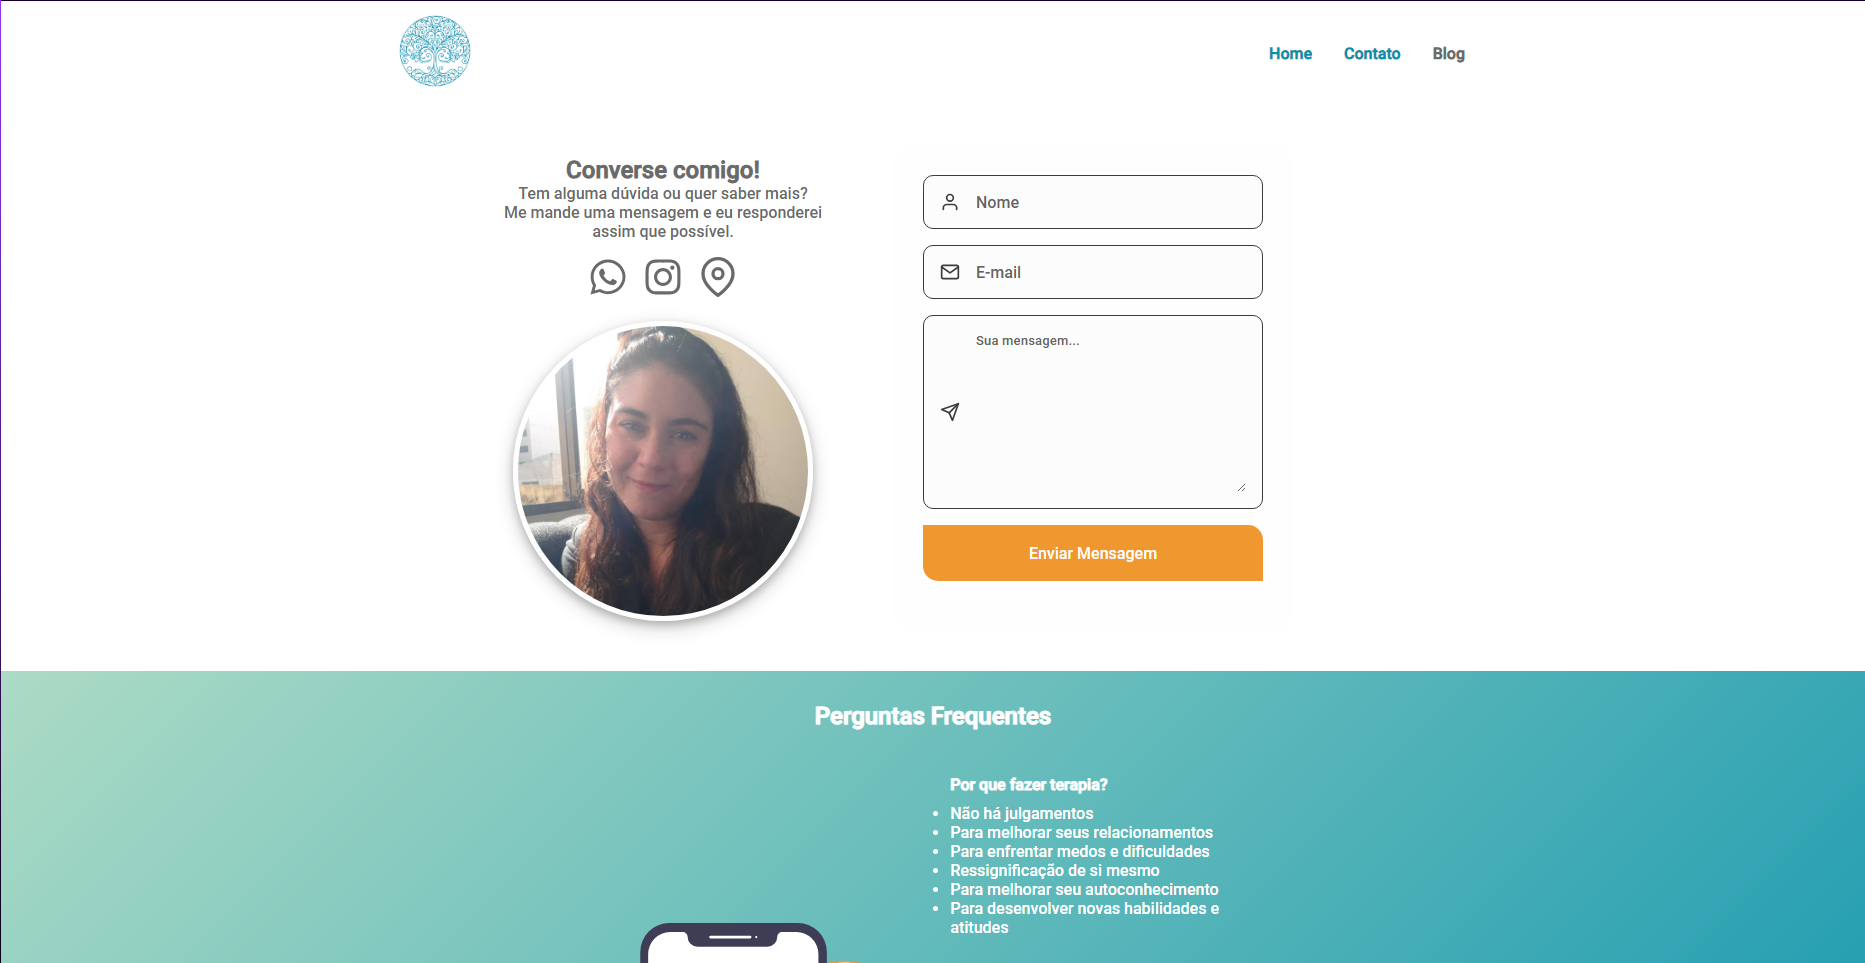 Home Contato Blog
Converse comigo!
Tem alguma dúvida ou quer saber mais?
Me mande uma mensagem e eu responderei
assim que possível.
Nome
E-mail
Sua mensagem...
Enviar Mensagem
Perguntas Frequentes
Por que fazer terapia?
Não há julgamentos
Para melhorar seus relacionamentos
Para enfrentar medos e dificuldades
Ressignificação de si mesmo
Para melhorar seu autoconhecimento
Para desenvolver novas habilidades e
atitudes